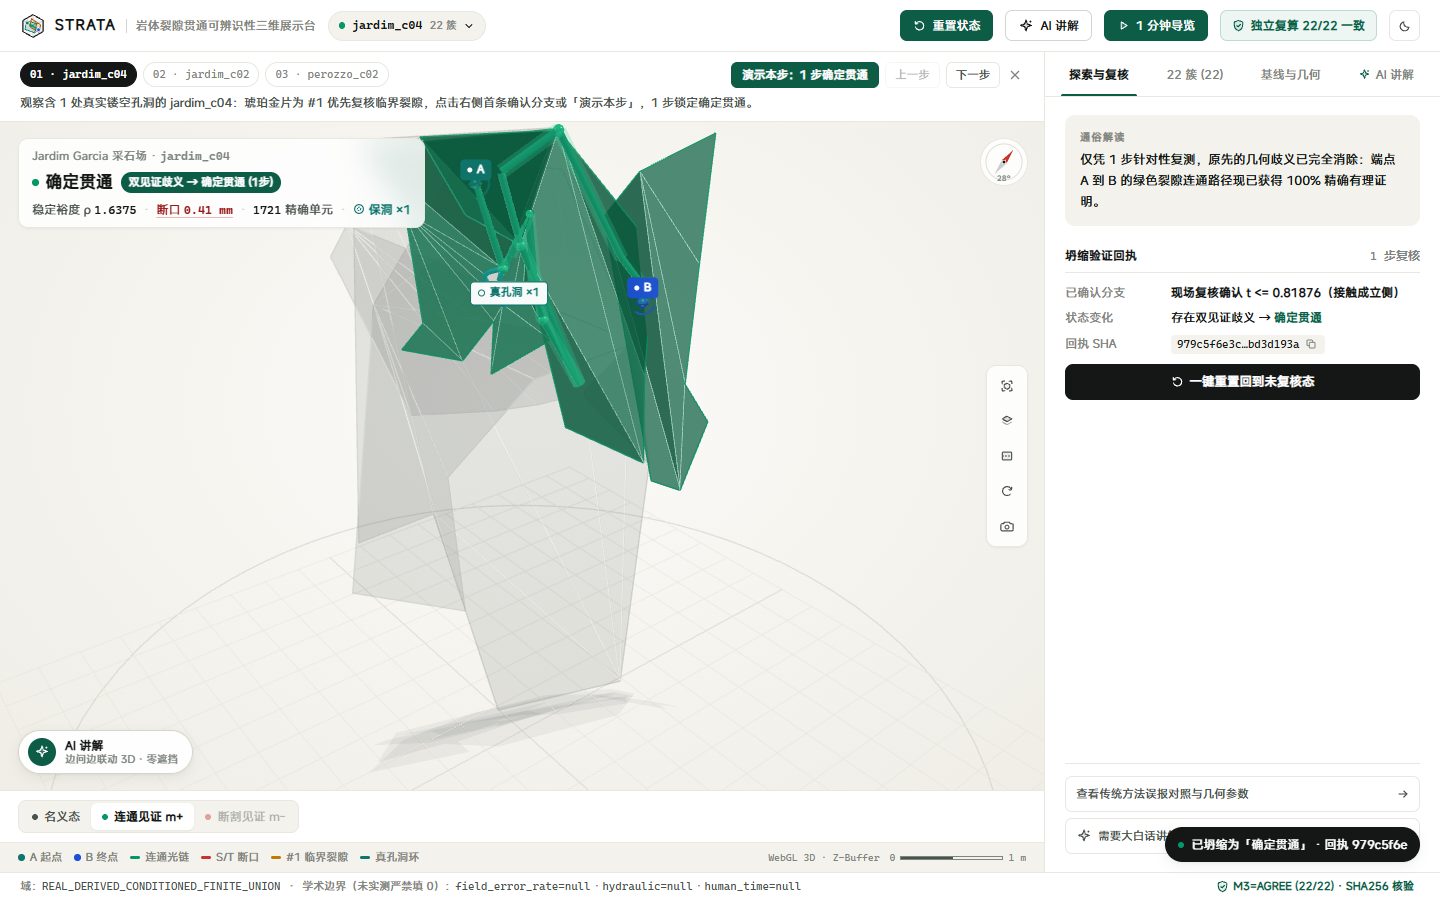 STRATA 岩体裂隙贯通可辨识性三维展示台 jardim_c04 22 簇 重置状态 AI 讲解 1 分钟导览 独立复算 22/22 一致
01 · jardim_c04 02 · jardim_c02 03 · perozzo_c02 演示本步：1 步确定贯通 上一步 下一步
观察含 1 处真实镂空孔洞的 jardim_c04：琥珀金片为 #1 优先复核临界裂隙，点击右侧首条确认分支或「演示本步」，1 步锁定确定贯通。
Jardim Garcia 采石场 · jardim_c04
确定贯通 双见证歧义 → 确定贯通 (1步)
稳定裕度 ρ 1.6375 · 断口 0.41 mm · 1721 精确单元 · 保洞 ×1
A
B
真孔洞 ×1
28°
AI 讲解
边问边联动 3D · 零遮挡
名义态 连通见证 m+ 断割见证 m−
A 起点 B 终点 连通光链 S/T 断口 #1 临界裂隙 真孔洞环 WebGL 3D · Z-Buffer 0 1 m
探索与复核 22 簇 (22) 基线与几何 AI 讲解
通俗解读
仅凭 1 步针对性复测，原先的几何歧义已完全消除：端点
A 到 B 的绿色裂隙连通路径现已获得 100% 精确有理证
明。
坍缩验证回执 1 步复核
已确认分支 现场复核确认 t <= 0.81876（接触成立侧）
状态变化 存在双见证歧义 → 确定贯通
回执 SHA 979c5f6e3c…bd3d193a
一键重置回到未复核态
查看传统方法误报对照与几何参数
需要大白话讲
已坍缩为「确定贯通」 · 回执 979c5f6e
域：REAL_DERIVED_CONDITIONED_FINITE_UNION · 学术边界（未实测严禁填 0）：field_error_rate=null · hydraulic=null · human_time=null M3=AGREE (22/22) · SHA256 核验